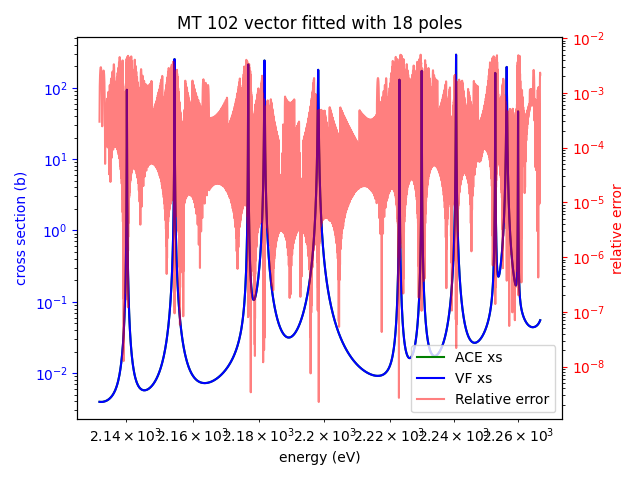 MT 102 vector fitted with 18 poles
10²
10¹
10⁰
10⁻¹
10⁻²
cross section (b)
10⁻²
10⁻³
10⁻⁴
10⁻⁵
10⁻⁶
10⁻⁷
10⁻⁸
relative error
ACE xs
VF xs
Relative error
2.14 × 10³ 2.16 × 10³ 2.18 × 10³ 2.2 × 10³ 2.22 × 10³ 2.24 × 10³ 2.26 × 10³
energy (eV)